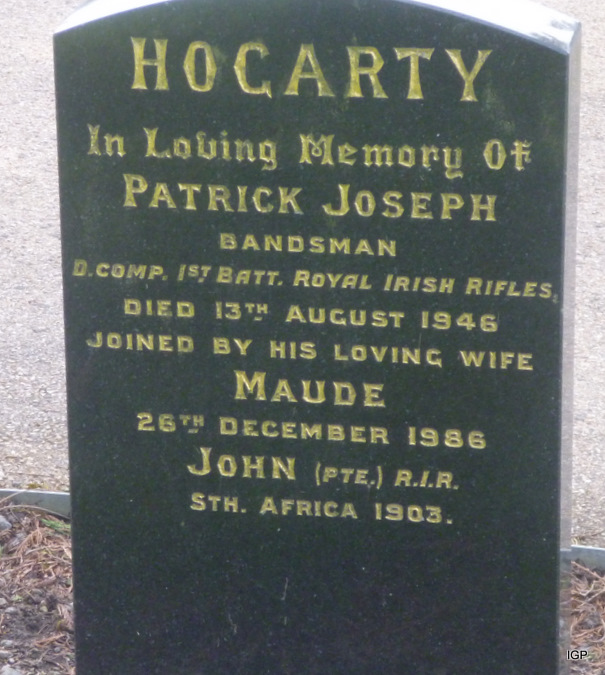 HOGARTY
In Loving Memory Of
PATRICK JOSEPH
BANDSMAN
D.COMP. 1ST BATT. ROYAL IRISH RIFLES,
DIED 13TH AUGUST 1946
JOINED BY HIS LOVING WIFE
MAUDE
26TH DECEMBER 1986
JOHN (PTE.) R.I.R.
STH. AFRICA 1903.
IGP